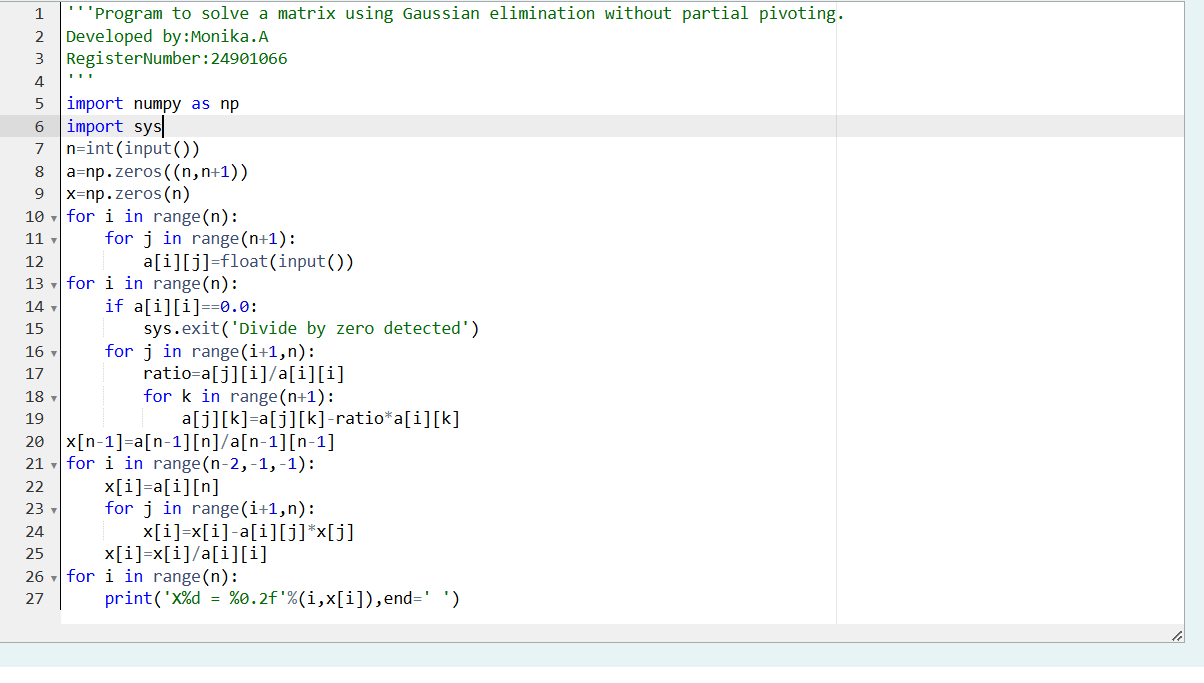 1 '''Program to solve a matrix using Gaussian elimination without partial pivoting.
2 Developed by:Monika.A
3 RegisterNumber:24901066
4 '''
5 import numpy as np
6 import sys
7 n=int(input())
8 a=np.zeros((n,n+1))
9 x=np.zeros(n)
10 for i in range(n):
11     for j in range(n+1):
12         a[i][j]=float(input())
13 for i in range(n):
14     if a[i][i]==0.0:
15         sys.exit('Divide by zero detected')
16     for j in range(i+1,n):
17         ratio=a[j][i]/a[i][i]
18         for k in range(n+1):
19             a[j][k]=a[j][k]-ratio*a[i][k]
20 x[n-1]=a[n-1][n]/a[n-1][n-1]
21 for i in range(n-2,-1,-1):
22     x[i]=a[i][n]
23     for j in range(i+1,n):
24         x[i]=x[i]-a[i][j]*x[j]
25     x[i]=x[i]/a[i][i]
26 for i in range(n):
27     print('X%d = %0.2f'%(i,x[i]),end=' ')